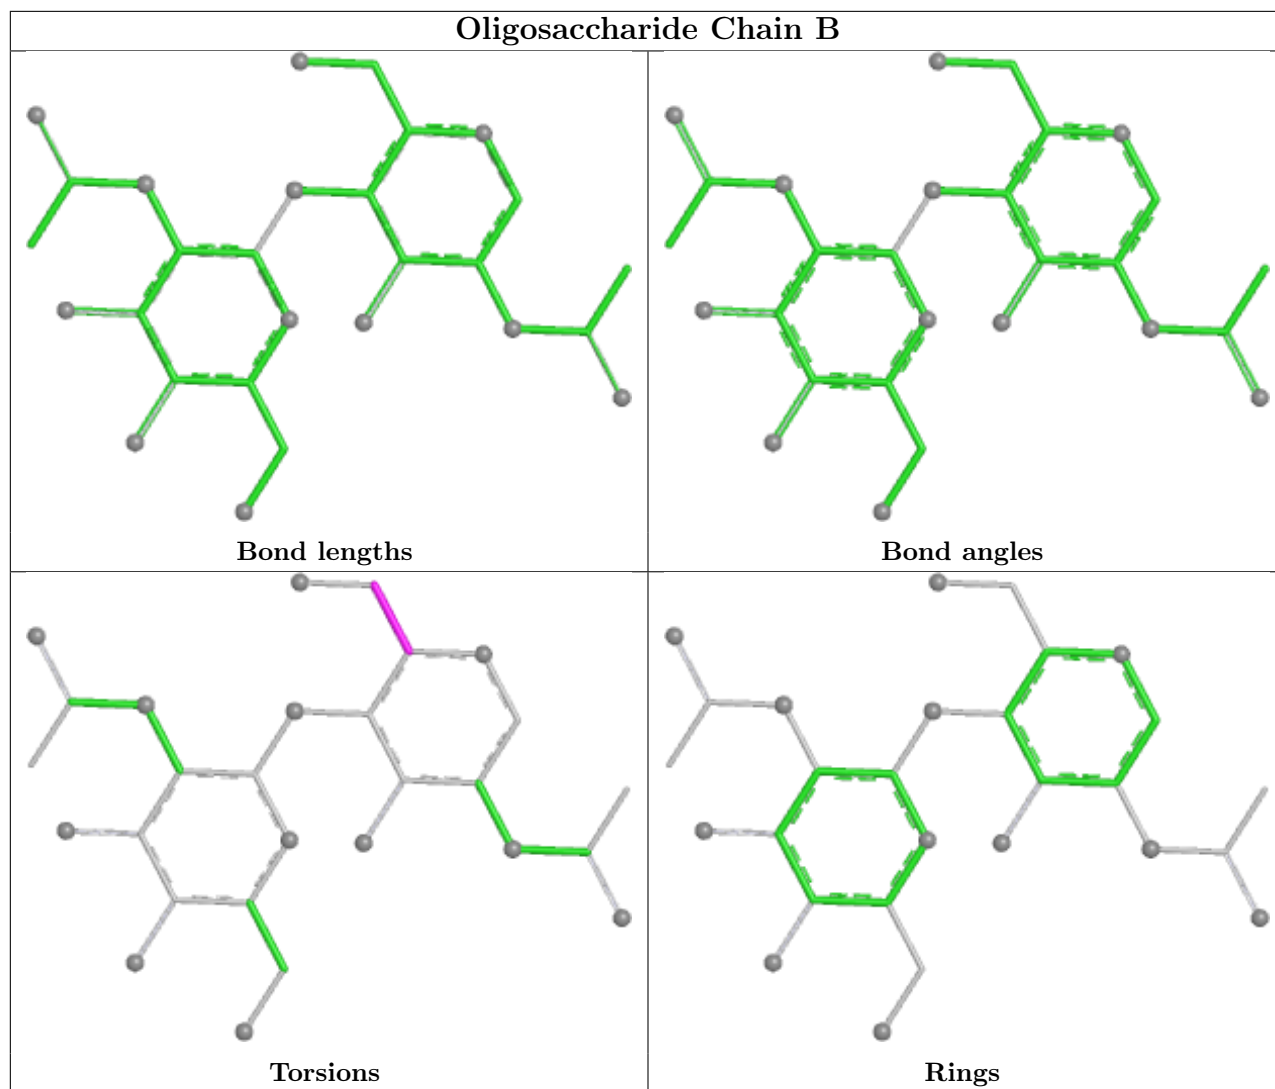 Oligosaccharide Chain B
Bond lengths
Bond angles
Torsions
Rings